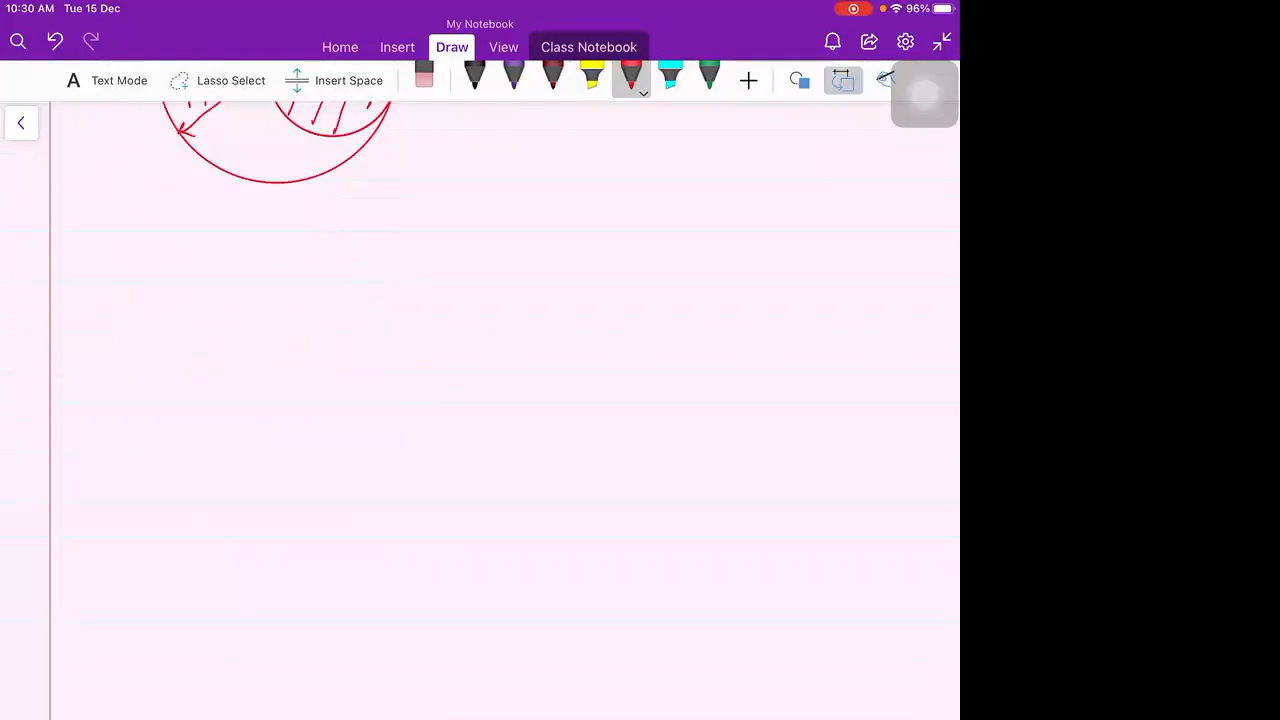 10:30 AM Tue 15 Dec
96%
My Notebook
Home Insert Draw View Class Notebook
A Text Mode Lasso Select Insert Space